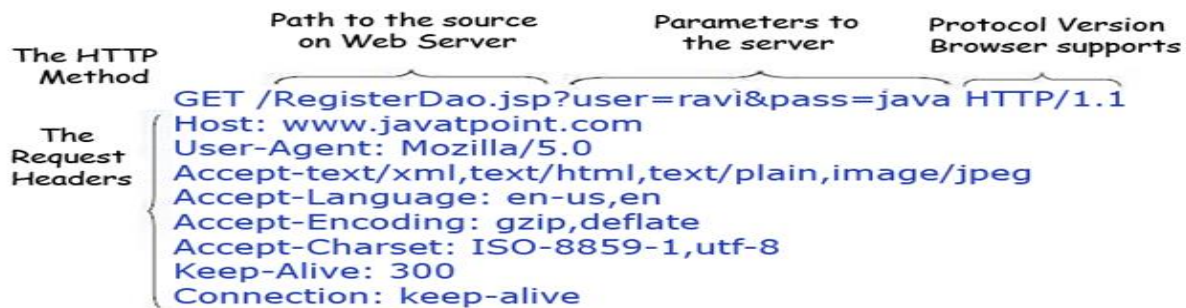 Path to the source
on Web Server
Parameters to
the server
Protocol Version
Browser supports
The HTTP
Method
GET /RegisterDao.jsp?user=ravi&pass=java HTTP/1.1
The
Request
Headers
Host: www.javatpoint.com
User-Agent: Mozilla/5.0
Accept-text/xml,text/html,text/plain,image/jpeg
Accept-Language: en-us,en
Accept-Encoding: gzip,deflate
Accept-Charset: ISO-8859-1,utf-8
Keep-Alive: 300
Connection: keep-alive